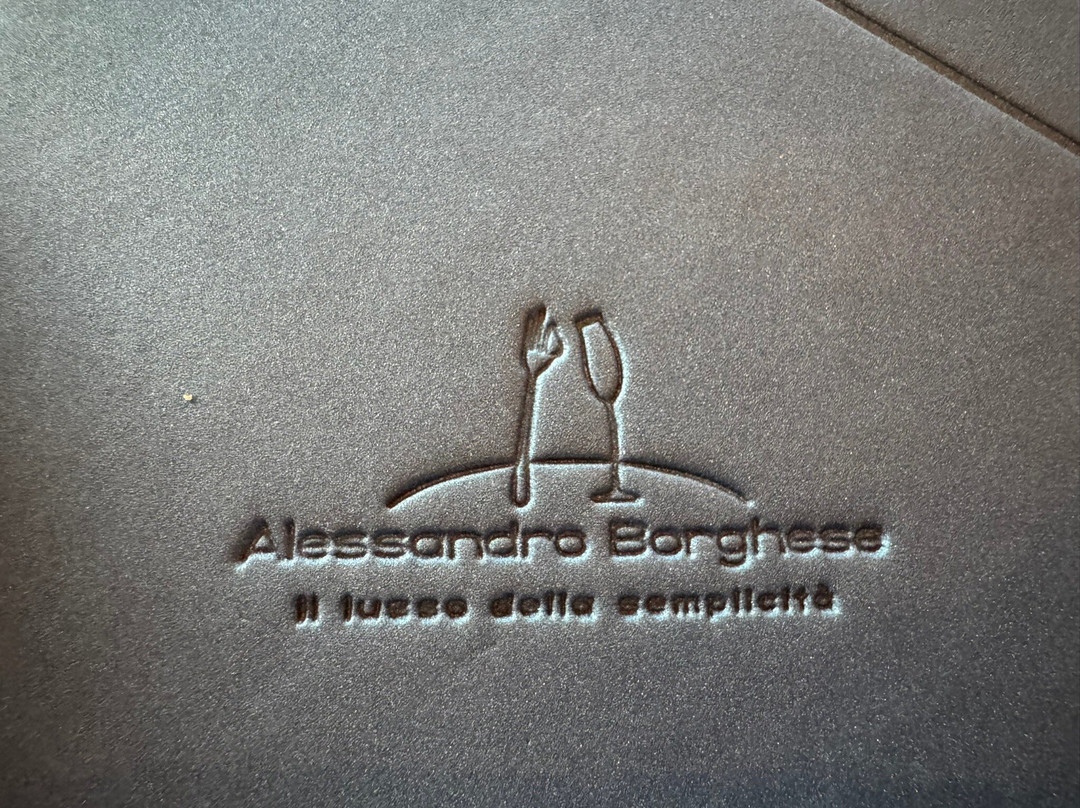 Alessandro Borghese
il lusso della semplicità